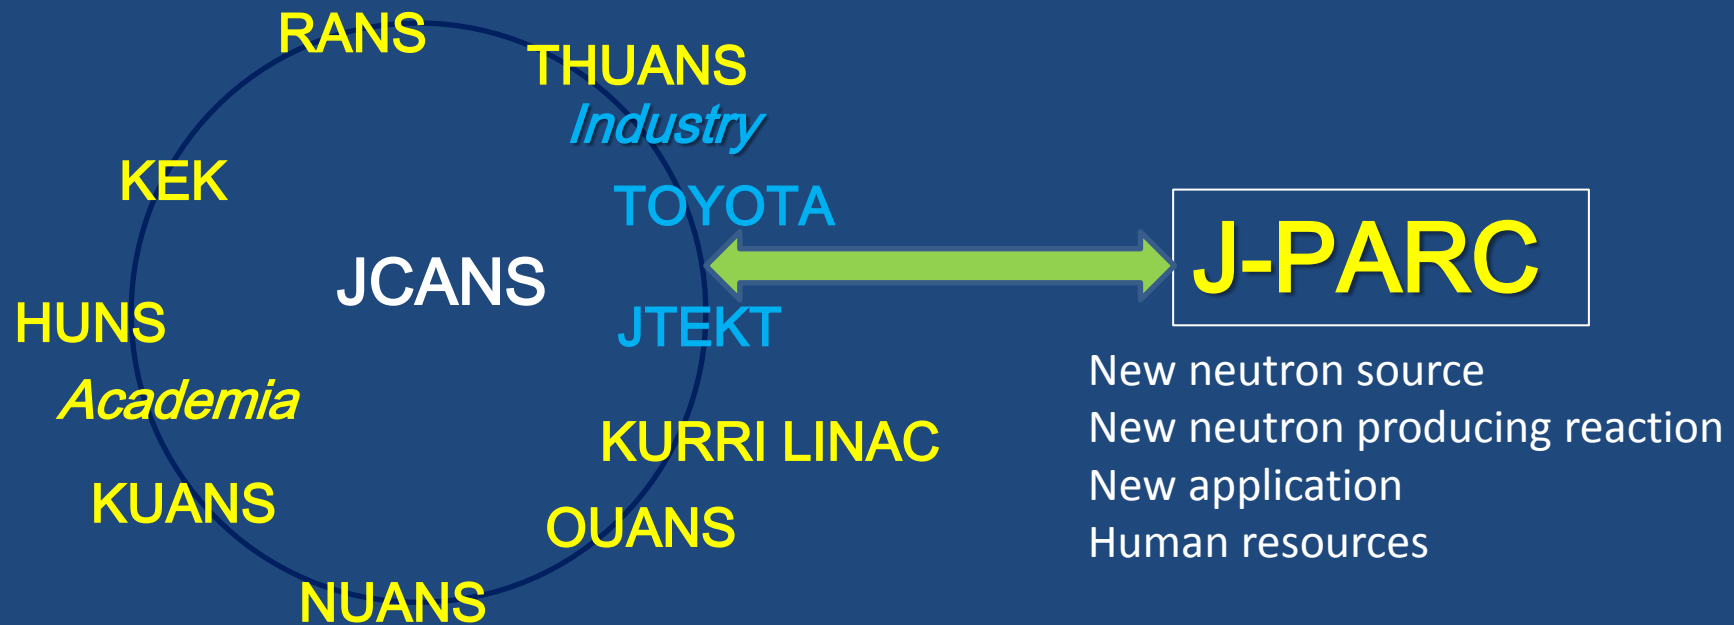 RANS
THUANS
Industry
KEK
TOYOTA
JCANS
J-PARC
HUNS
JTEKT
Academia
New neutron source
New neutron producing reaction
KURRI LINAC
New application
KUANS
OUANS
Human resources
NUANS